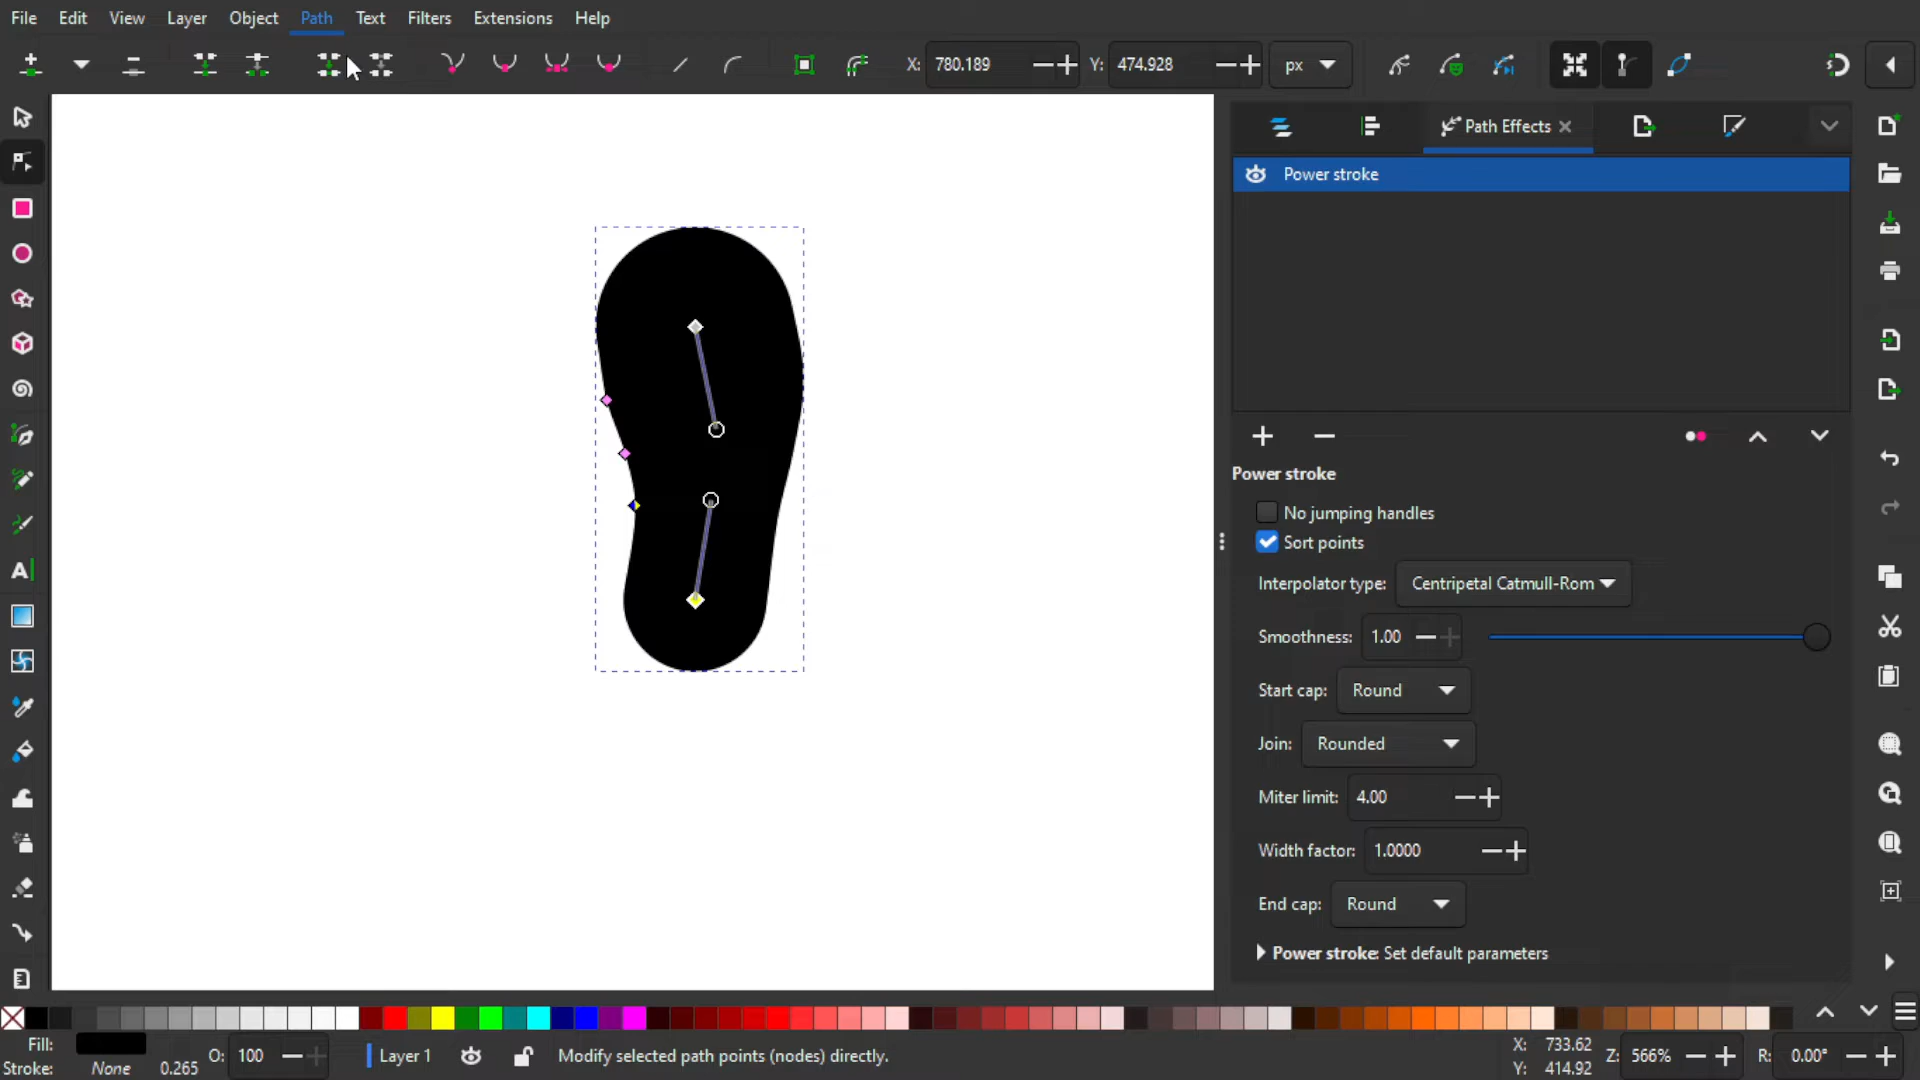 File Edit View Layer Object Path Text Filters Extensions Help
X: 780.189 Y: 474.928 px
Path Effects
Power stroke
Power stroke
No jumping handles
Sort points
Interpolator type: Centripetal Catmull-Rom
Smoothness: 1.00
Start cap: Round
Join: Rounded
Miter limit: 4.00
Width factor: 1.0000
End cap: Round
Power stroke: Set default parameters
Fill: O: 100 Layer 1 Modify selected path points (nodes) directly. X: 733.62 Z: 566% R: 0.00°
Stroke: None 0.265 Y: 414.92